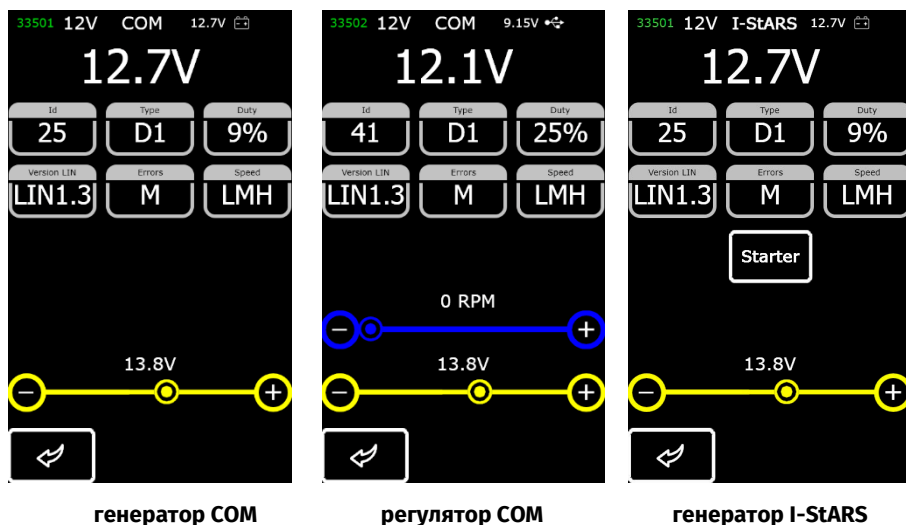 33501 12V COM 12.7V
12.7V
Id Type Duty
25 D1 9%
Version LIN Errors Speed
LIN1.3 M LMH
13.8V
− +
генератор COM
33502 12V COM 9.15V
12.1V
Id Type Duty
41 D1 25%
Version LIN Errors Speed
LIN1.3 M LMH
0 RPM
− +
13.8V
− +
регулятор COM
33501 12V I-StARS 12.7V
12.7V
Id Type Duty
25 D1 9%
Version LIN Errors Speed
LIN1.3 M LMH
Starter
13.8V
− +
генератор I-StARS